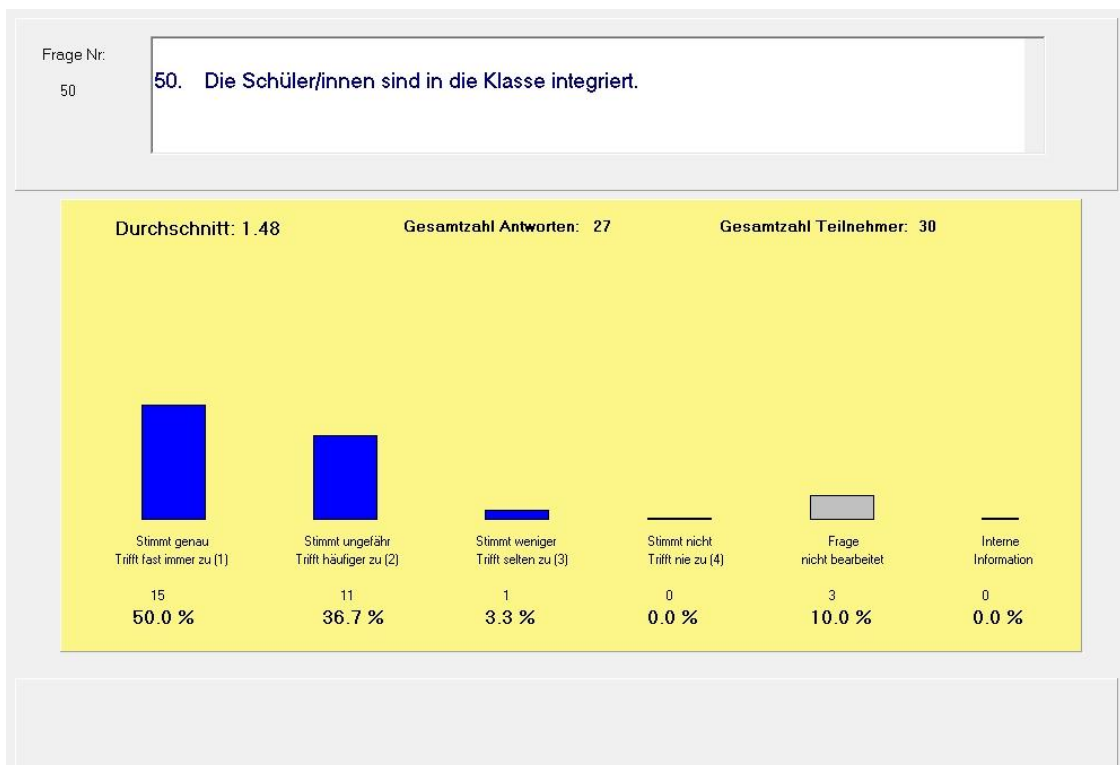 Frage Nr:
50
50. Die Schüler/innen sind in die Klasse integriert.
Durchschnitt: 1.48 Gesamtzahl Antworten: 27 Gesamtzahl Teilnehmer: 30
Stimmt genau
Trifft fast immer zu (1)
15
50.0 %
Stimmt ungefähr
Trifft häufiger zu (2)
11
36.7 %
Stimmt weniger
Trifft selten zu (3)
1
3.3 %
Stimmt nicht
Trifft nie zu (4)
0
0.0 %
Frage
nicht bearbeitet
3
10.0 %
Interne
Information
0
0.0 %